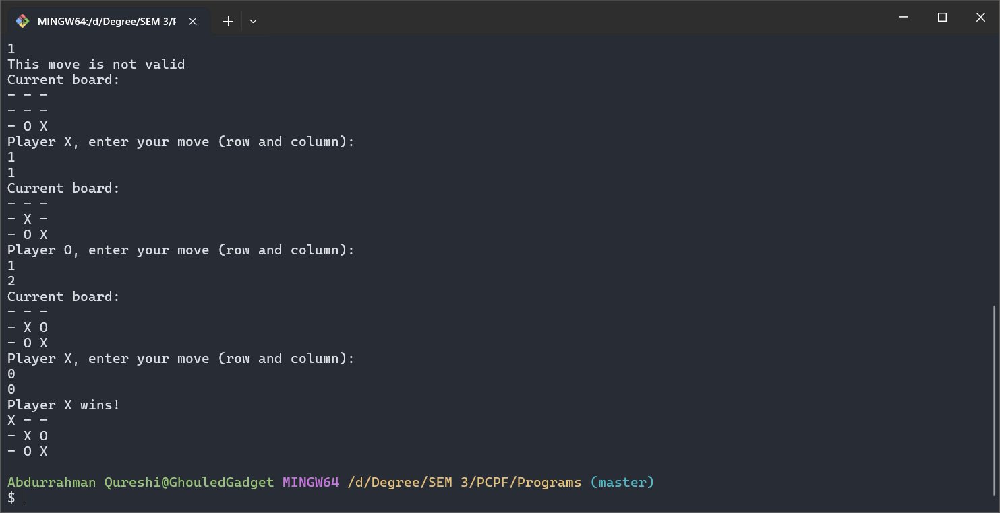 MINGW64:/d/Degree/SEM 3/F
1
This move is not valid
Current board:
- - -
- - -
- O X
Player X, enter your move (row and column):
1
1
Current board:
- - -
- X -
- O X
Player O, enter your move (row and column):
1
2
Current board:
- - -
- X O
- O X
Player X, enter your move (row and column):
0
0
Player X wins!
X - -
- X O
- O X
Abdurrahman Qureshi@GhouledGadget MINGW64 /d/Degree/SEM 3/PCPF/Programs (master)
$